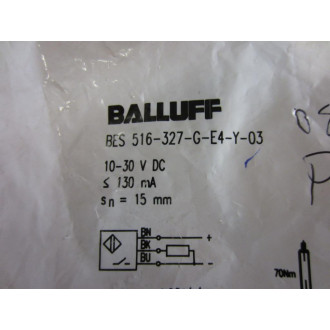 BALLUFF
BES 516-327-G-E4-Y-03
10-30 V DC
≤ 130 mA
sn = 15 mm
BN +
BK
BU -
70Nm